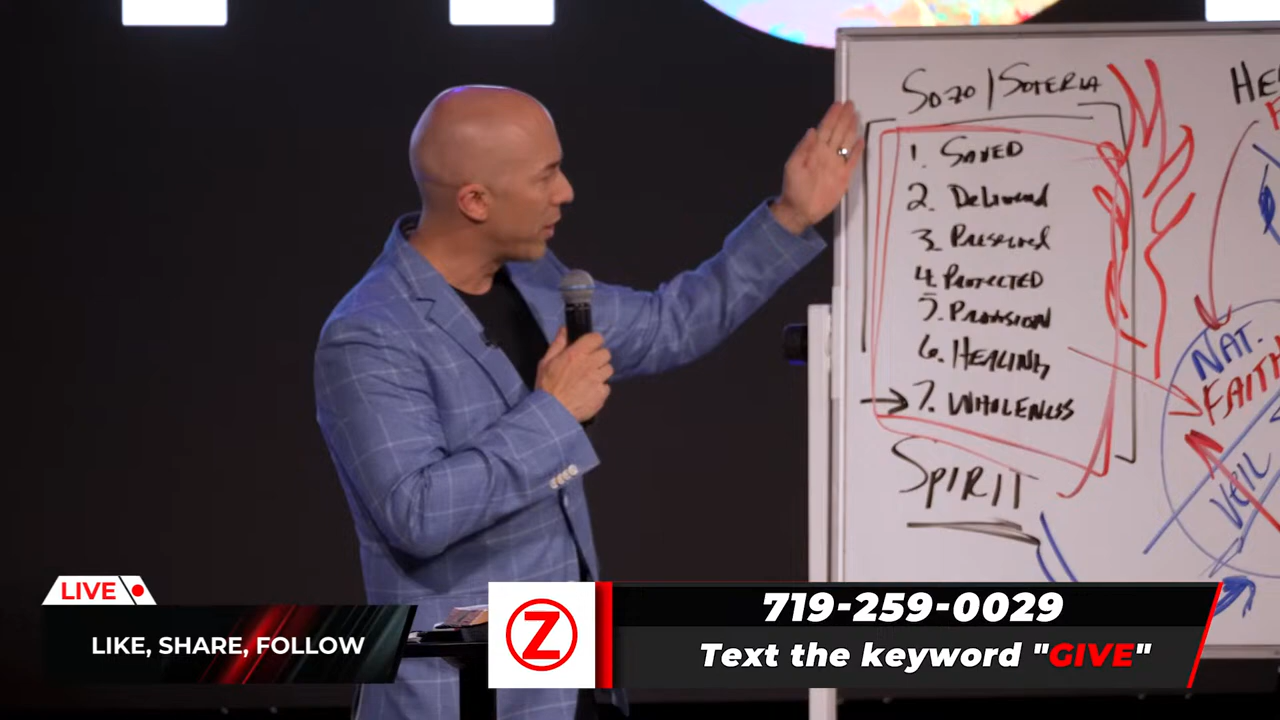 SOZO | SOTERIA
1. SAVED
2. Delivered
3. Preserved
4. PROTECTED
5. PROVISION
6. HEALING
7. WHOLENESS
SPIRIT
NAT.
FAITH
VEIL
LIVE
LIKE, SHARE, FOLLOW
Z
719-259-0029
Text the keyword "GIVE"